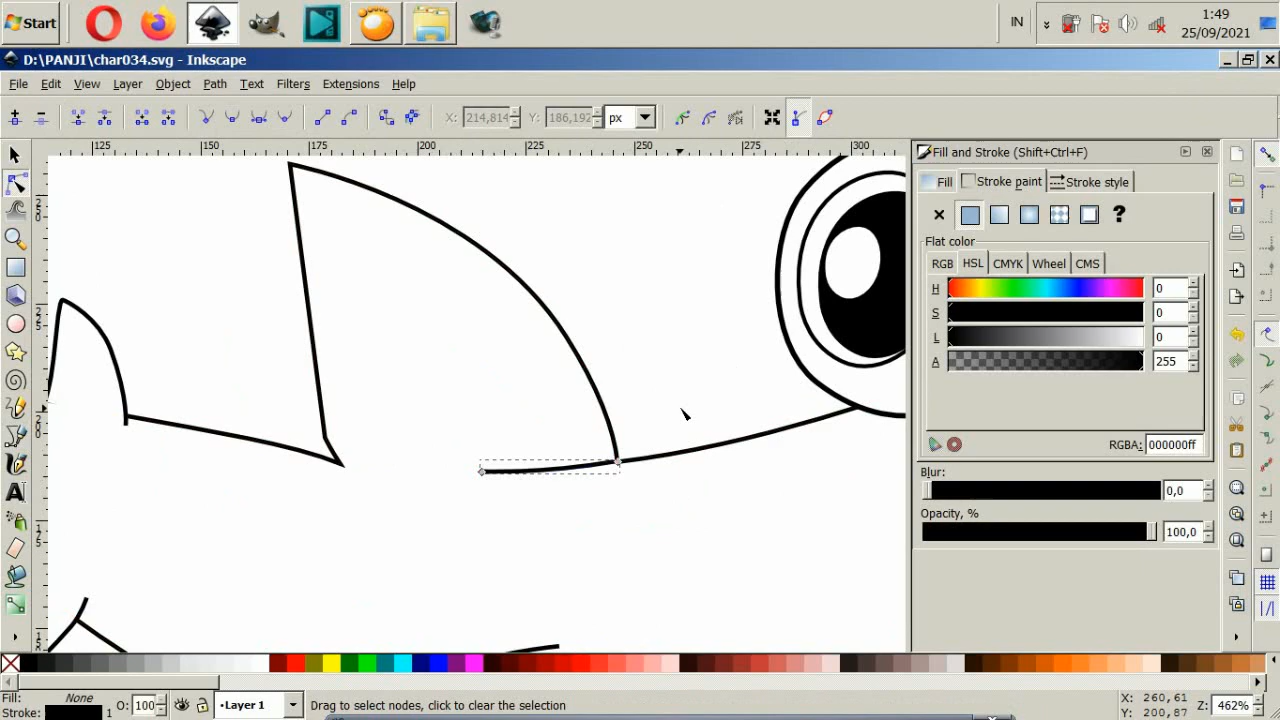 Start
IN
1:49
25/09/2021
D:\PANJI\char034.svg - Inkscape
File Edit View Layer Object Path Text Filters Extensions Help
X: 214,814 Y: 186,192 px
125 150 175 200 225 250 275 300
Fill and Stroke (Shift+Ctrl+F)
Fill Stroke paint Stroke style
?
Flat color
RGB HSL CMYK Wheel CMS
H 0
S 0
L 0
A 255
RGBA: 000000ff
Blur:
0,0
Opacity, %
100,0
Fill: None
Stroke: 1
O: 100
•Layer 1
Drag to select nodes, click to clear the selection
X: 260,61
Y: 200,87
Z: 462%